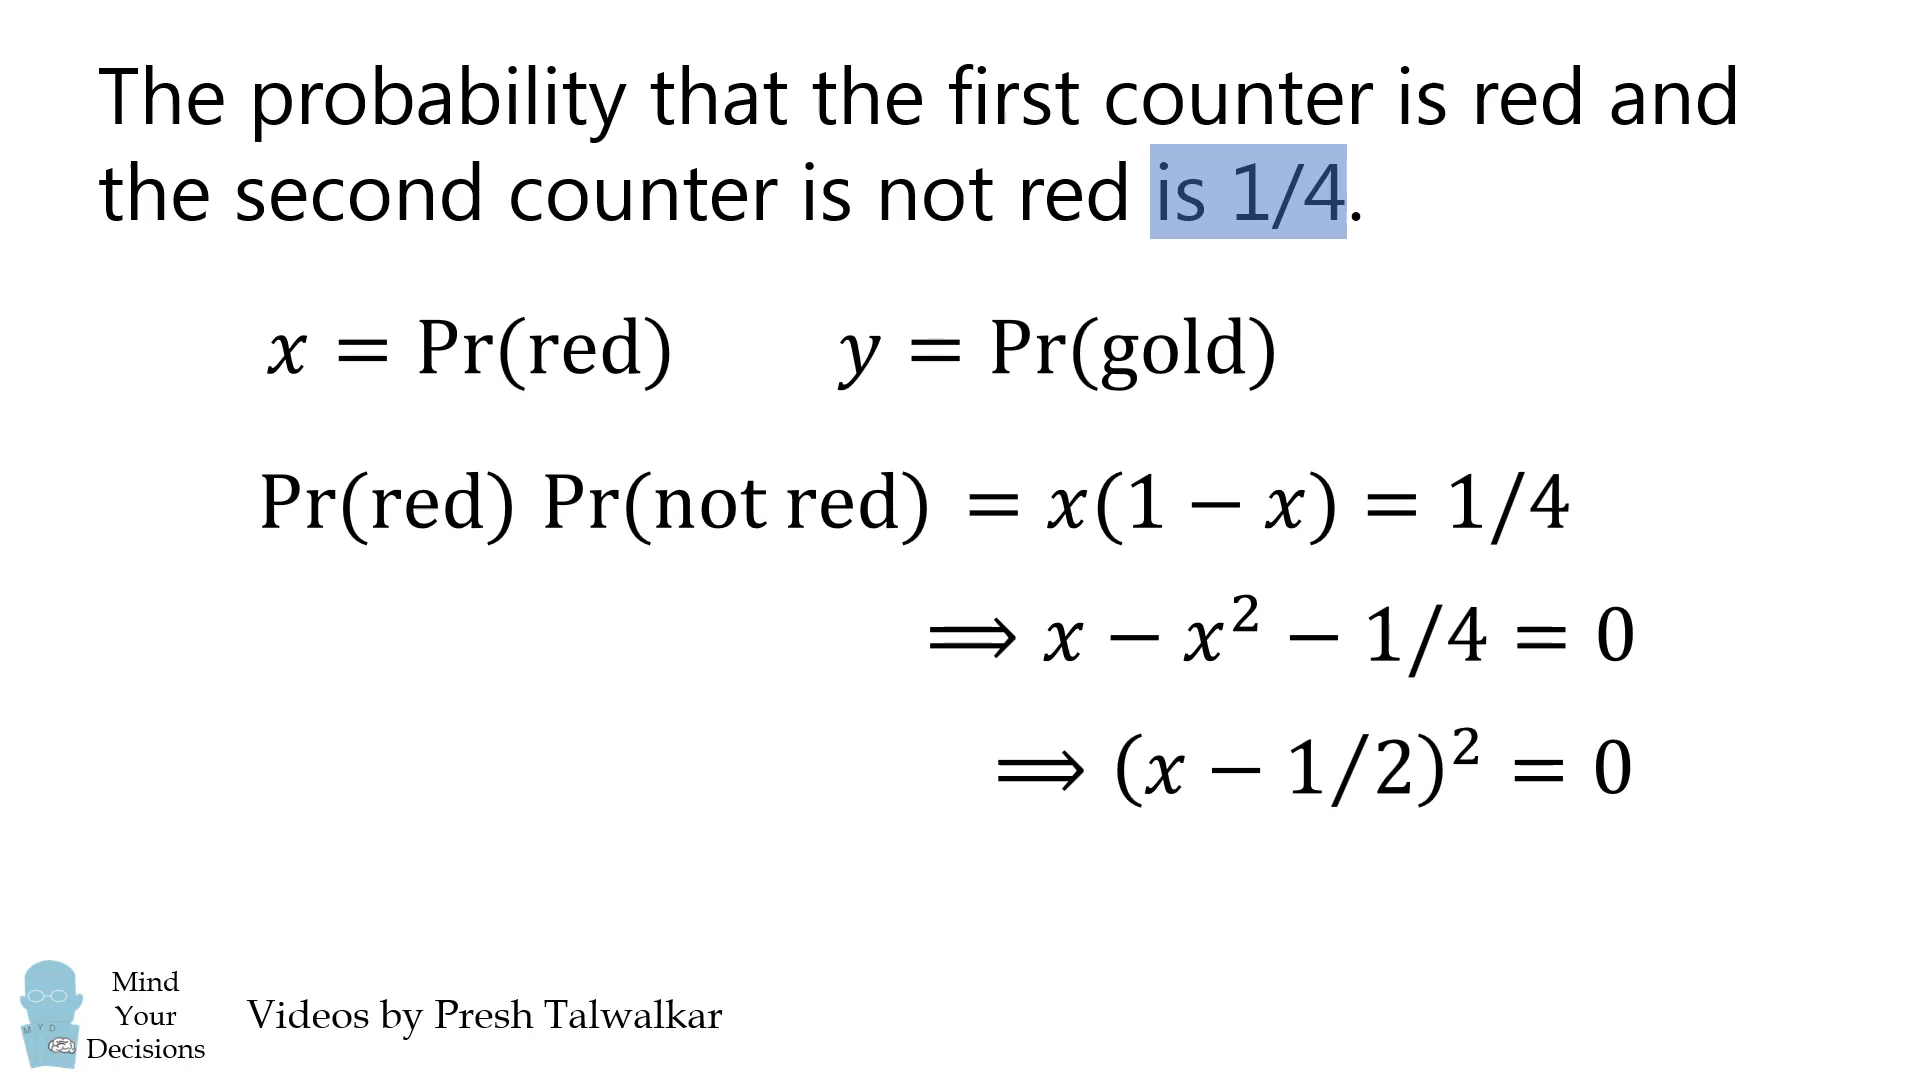 The probability that the first counter is red and
the second counter is not red is 1/4.
x = Pr(red) y = Pr(gold)
Pr(red) Pr(not red) = x(1 − x) = 1/4
⟹ x − x² − 1/4 = 0
⟹ (x − 1/2)² = 0
M Y D
Mind
Your
Decisions
Videos by Presh Talwalkar